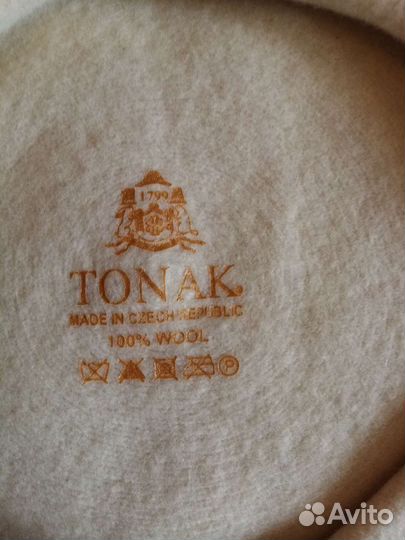 1799
TONAK
MADE IN CZECH REPUBLIC
100% WOOL
P
Avito